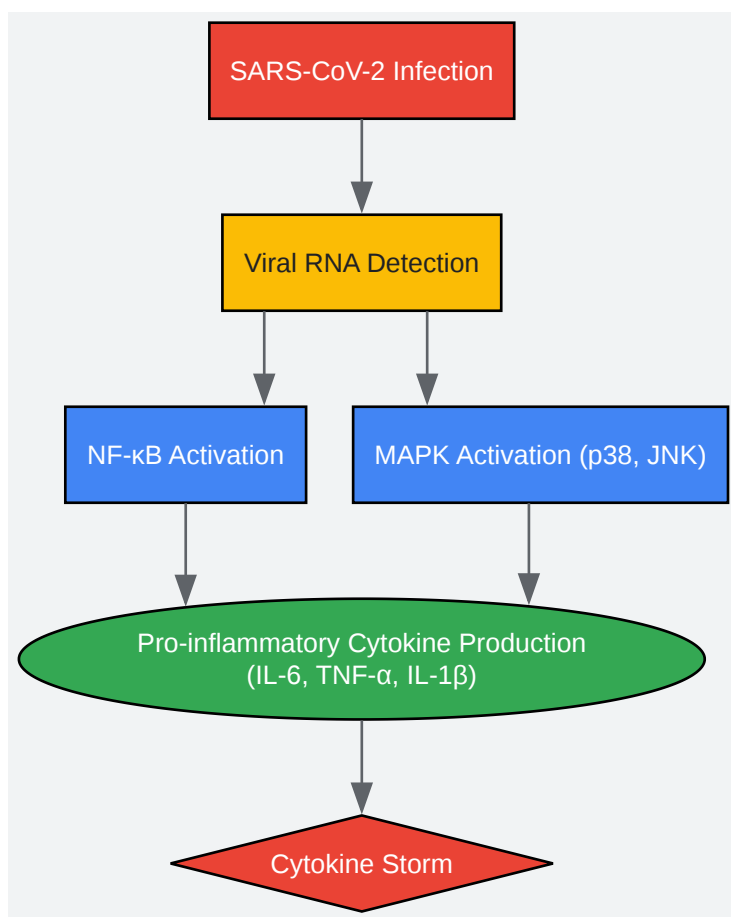 SARS-CoV-2 Infection
Viral RNA Detection
NF-κB Activation
MAPK Activation (p38, JNK)
Pro-inflammatory Cytokine Production
(IL-6, TNF-α, IL-1β)
Cytokine Storm